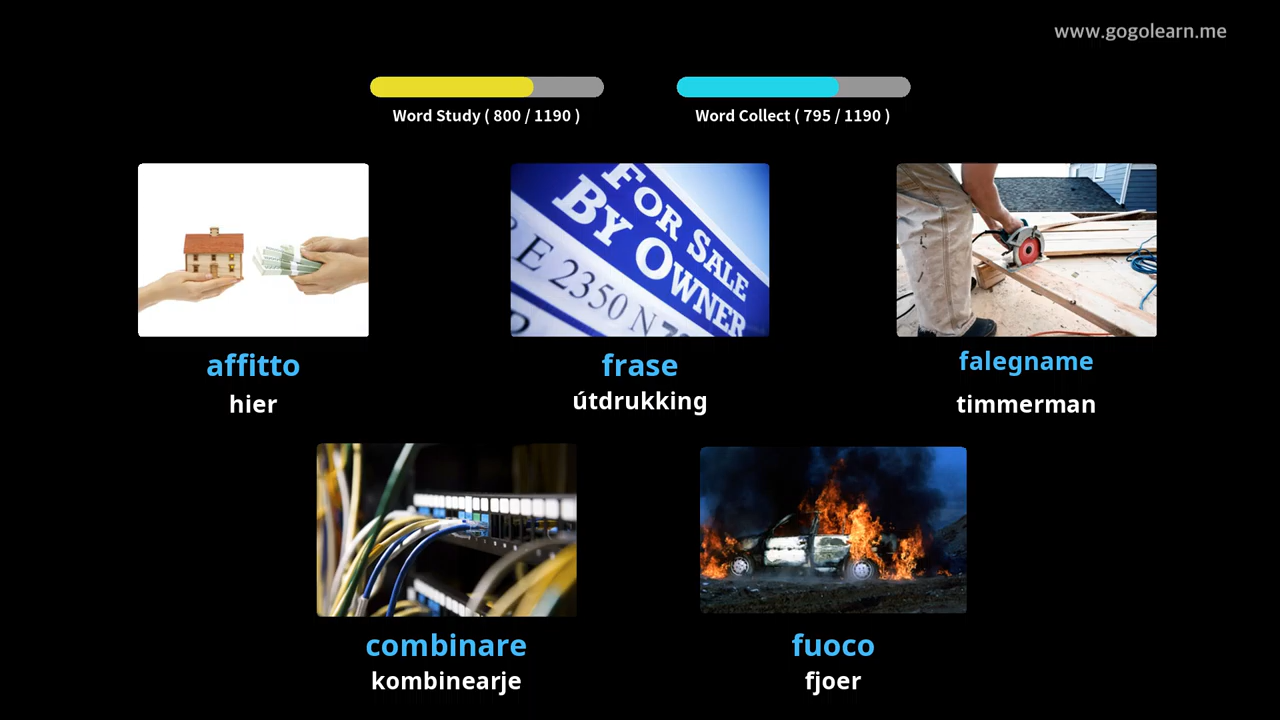 www.gogolearn.me
Word Study ( 800 / 1190 )
Word Collect ( 795 / 1190 )
FOR SALE
BY OWNER
E 2350 N
affitto
hier
frase
útdrukking
falegname
timmerman
combinare
kombinearje
fuoco
fjoer